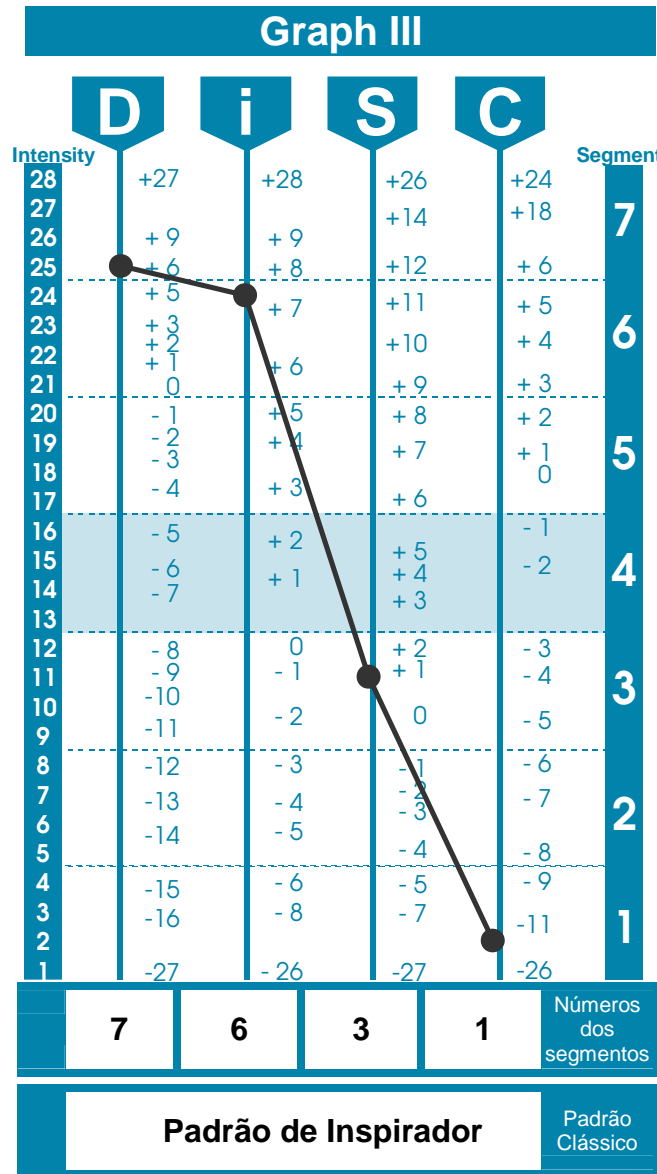 Graph III
D i S C
Intensity Segment
28 +27 +28 +26 +24
27 +14 +18 7
26 + 9 + 9
25 + 6 + 8 +12 + 6
24 + 5 + 7 +11 + 5
23 + 3 6
+ 2 +10 + 4
22 + 1 + 6
21 0 + 9 + 3
20 - 1 + 5 + 8 + 2
19 - 2 + 4 + 7 + 1 5
18 - 3 0
17 - 4 + 3 + 6
16 - 5 + 2 - 1
15 - 6 + 1 + 5 - 2 4
+ 4
14 - 7 + 3
13
12 - 8 0 + 2 - 3
11 - 9 - 1 + 1 - 4 3
10 -10 - 2 0 - 5
9 -11
8 -12 - 3 - 1 - 6
7 -13 - 4 - 2 - 7 2
- 3
6 -14 - 5
5 - 4 - 8
4 -15 - 6 - 5 - 9
3 -16 - 8 - 7 -11 1
2
1 -27 - 26 -27 -26
7 6 3 1 Números
dos
segmentos
Padrão de Inspirador Padrão
Clássico